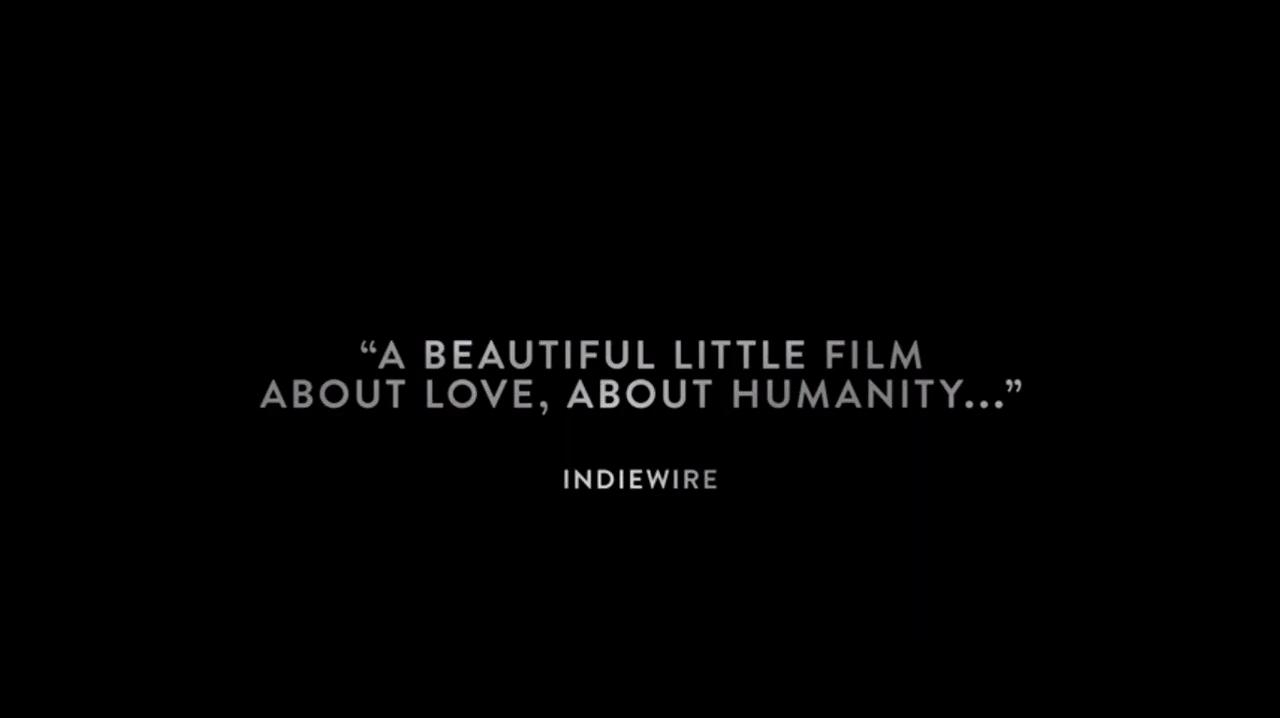 “A BEAUTIFUL LITTLE FILM
ABOUT LOVE, ABOUT HUMANITY...”
INDIEWIRE